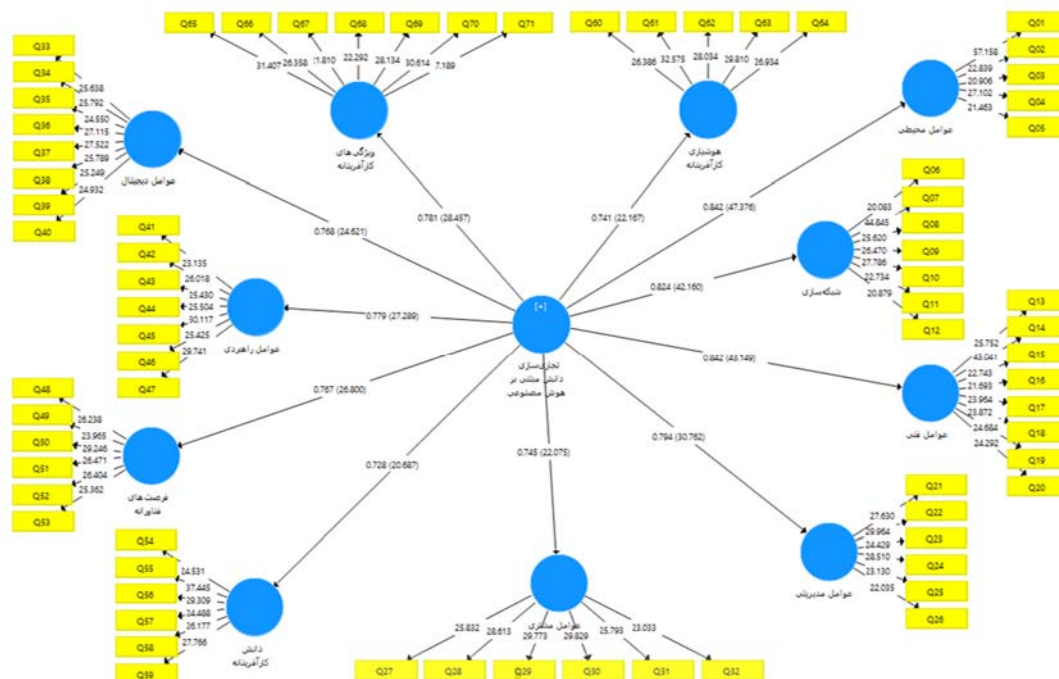 Q65
Q66
Q67
Q68
Q69
Q70
Q71
31.407
26.358
22.292
28.134
30.614
7.189
ویژگی‌های
کارآفرینانه
Q60
Q61
Q62
Q63
Q64
26.386
32.575
28.034
29.810
26.934
هوشیاری
کارآفرینانه
Q01
Q02
Q03
Q04
Q05
57.158
22.839
20.906
27.102
21.463
عوامل محیطی
Q33
Q34
Q35
Q36
Q37
Q38
Q39
Q40
25.638
25.792
24.550
27.115
27.522
25.789
25.249
24.932
عوامل دیجیتال
Q06
Q07
Q08
Q09
Q10
Q11
Q12
20.083
44.845
25.620
26.470
27.786
22.734
20.879
شبکه‌سازی
Q41
Q42
Q43
Q44
Q45
Q46
Q47
23.135
26.018
25.430
25.504
30.117
25.425
29.741
عوامل راهبردی
Q13
Q14
Q15
Q16
Q17
Q18
Q19
Q20
25.752
43.041
22.743
21.693
23.964
23.872
24.684
24.292
عوامل فنی
Q48
Q49
Q50
Q51
Q52
Q53
26.238
23.965
29.246
26.471
26.404
25.362
فرصت‌های
فناورانه
Q21
Q22
Q23
Q24
Q25
Q26
27.630
29.964
24.429
28.510
23.130
22.035
عوامل مدیریتی
Q54
Q55
Q56
Q57
Q58
Q59
24.531
37.445
29.309
24.488
26.177
27.766
دانش
کارآفرینانه
عوامل مشتری
25.832
28.613
29.773
29.829
25.793
23.033
Q27
Q28
Q29
Q30
Q31
Q32
[+]
تجاری‌سازی
دانش مبتنی بر
هوش مصنوعی
0.781 (28.457)
0.741 (22.167)
0.842 (47.376)
0.768 (24.621)
0.824 (42.160)
0.779 (27.289)
0.842 (43.149)
0.767 (26.800)
0.794 (30.762)
0.728 (20.687)
0.745 (22.075)